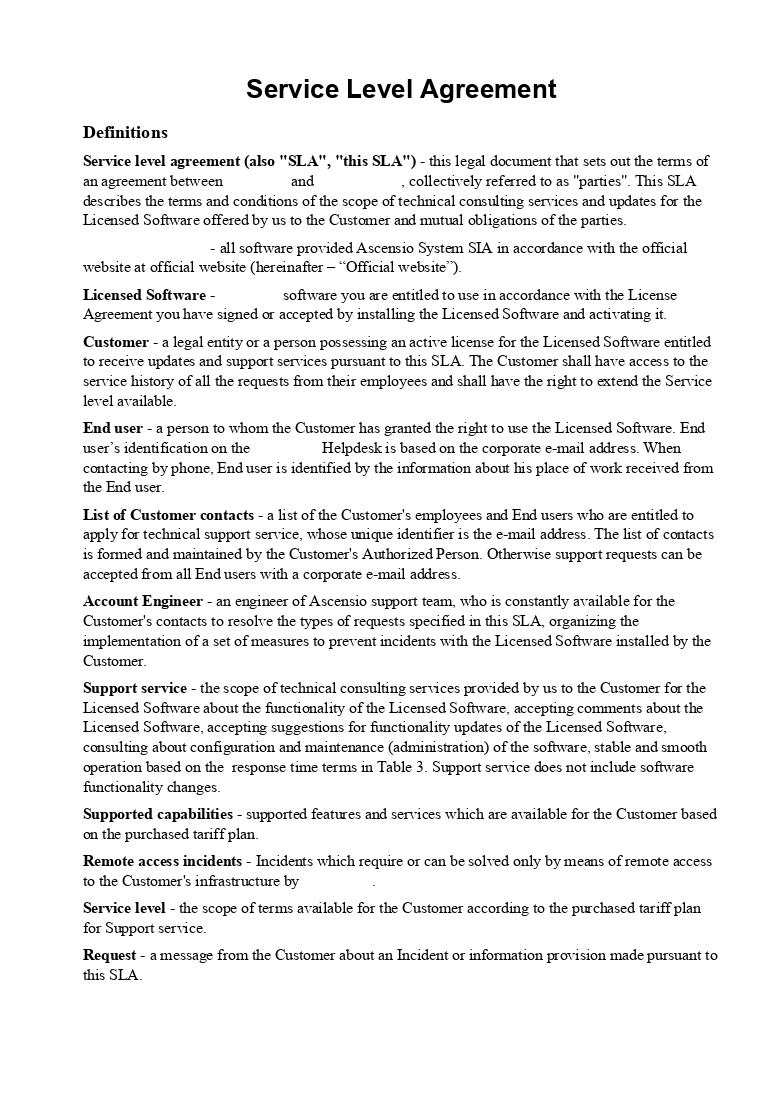 Service Level Agreement
Definitions
Service level agreement (also "SLA", "this SLA") - this legal document that sets out the terms of
an agreement between and , collectively referred to as "parties". This SLA
describes the terms and conditions of the scope of technical consulting services and updates for the
Licensed Software offered by us to the Customer and mutual obligations of the parties.
- all software provided Ascensio System SIA in accordance with the official
website at official website (hereinafter – “Official website”).
Licensed Software - software you are entitled to use in accordance with the License
Agreement you have signed or accepted by installing the Licensed Software and activating it.
Customer - a legal entity or a person possessing an active license for the Licensed Software entitled
to receive updates and support services pursuant to this SLA. The Customer shall have access to the
service history of all the requests from their employees and shall have the right to extend the Service
level available.
End user - a person to whom the Customer has granted the right to use the Licensed Software. End
user’s identification on the Helpdesk is based on the corporate e-mail address. When
contacting by phone, End user is identified by the information about his place of work received from
the End user.
List of Customer contacts - a list of the Customer's employees and End users who are entitled to
apply for technical support service, whose unique identifier is the e-mail address. The list of contacts
is formed and maintained by the Customer's Authorized Person. Otherwise support requests can be
accepted from all End users with a corporate e-mail address.
Account Engineer - an engineer of Ascensio support team, who is constantly available for the
Customer's contacts to resolve the types of requests specified in this SLA, organizing the
implementation of a set of measures to prevent incidents with the Licensed Software installed by the
Customer.
Support service - the scope of technical consulting services provided by us to the Customer for the
Licensed Software about the functionality of the Licensed Software, accepting comments about the
Licensed Software, accepting suggestions for functionality updates of the Licensed Software,
consulting about configuration and maintenance (administration) of the software, stable and smooth
operation based on the response time terms in Table 3. Support service does not include software
functionality changes.
Supported capabilities - supported features and services which are available for the Customer based
on the purchased tariff plan.
Remote access incidents - Incidents which require or can be solved only by means of remote access
to the Customer's infrastructure by .
Service level - the scope of terms available for the Customer according to the purchased tariff plan
for Support service.
Request - a message from the Customer about an Incident or information provision made pursuant to
this SLA.